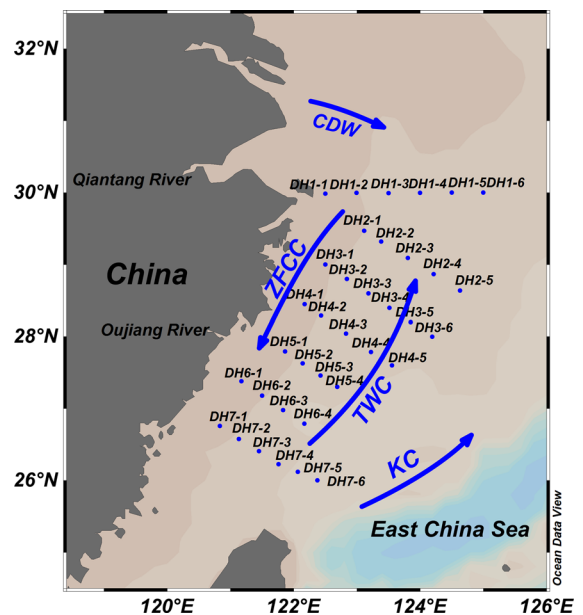 32°N
CDW
Qiantang River
30°N
DH1-1 DH1-2 DH1-3 DH1-4 DH1-5 DH1-6
DH2-1
DH2-2
DH2-3
DH2-4
DH2-5
ZFCC
DH3-1
DH3-2
DH3-3
DH3-4
DH3-5
DH3-6
China
DH4-1
DH4-2
DH4-3
DH4-4
DH4-5
Oujiang River
28°N
DH5-1
DH5-2
DH5-3
DH5-4
TWC
DH6-1
DH6-2
DH6-3
DH6-4
DH7-1
DH7-2
DH7-3
DH7-4
DH7-5
DH7-6
KC
26°N
East China Sea
Ocean Data View
120°E 122°E 124°E 126°E